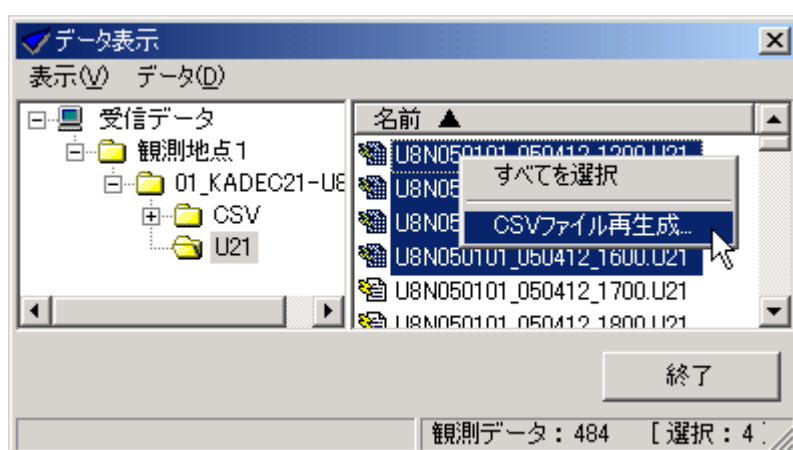 データ表示
表示(V) データ(D)
受信データ
観測地点1
01_KADEC21-U8
CSV
U21
名前 ▲
U8N050101_050412_1200.U21
U8N05
U8N05
U8N050101_050412_1600.U21
U8N050101_050412_1700.U21
U8N050101_050412_1800.U21
すべてを選択
CSVファイル再生成...
終了
観測データ：484 [選択：4]